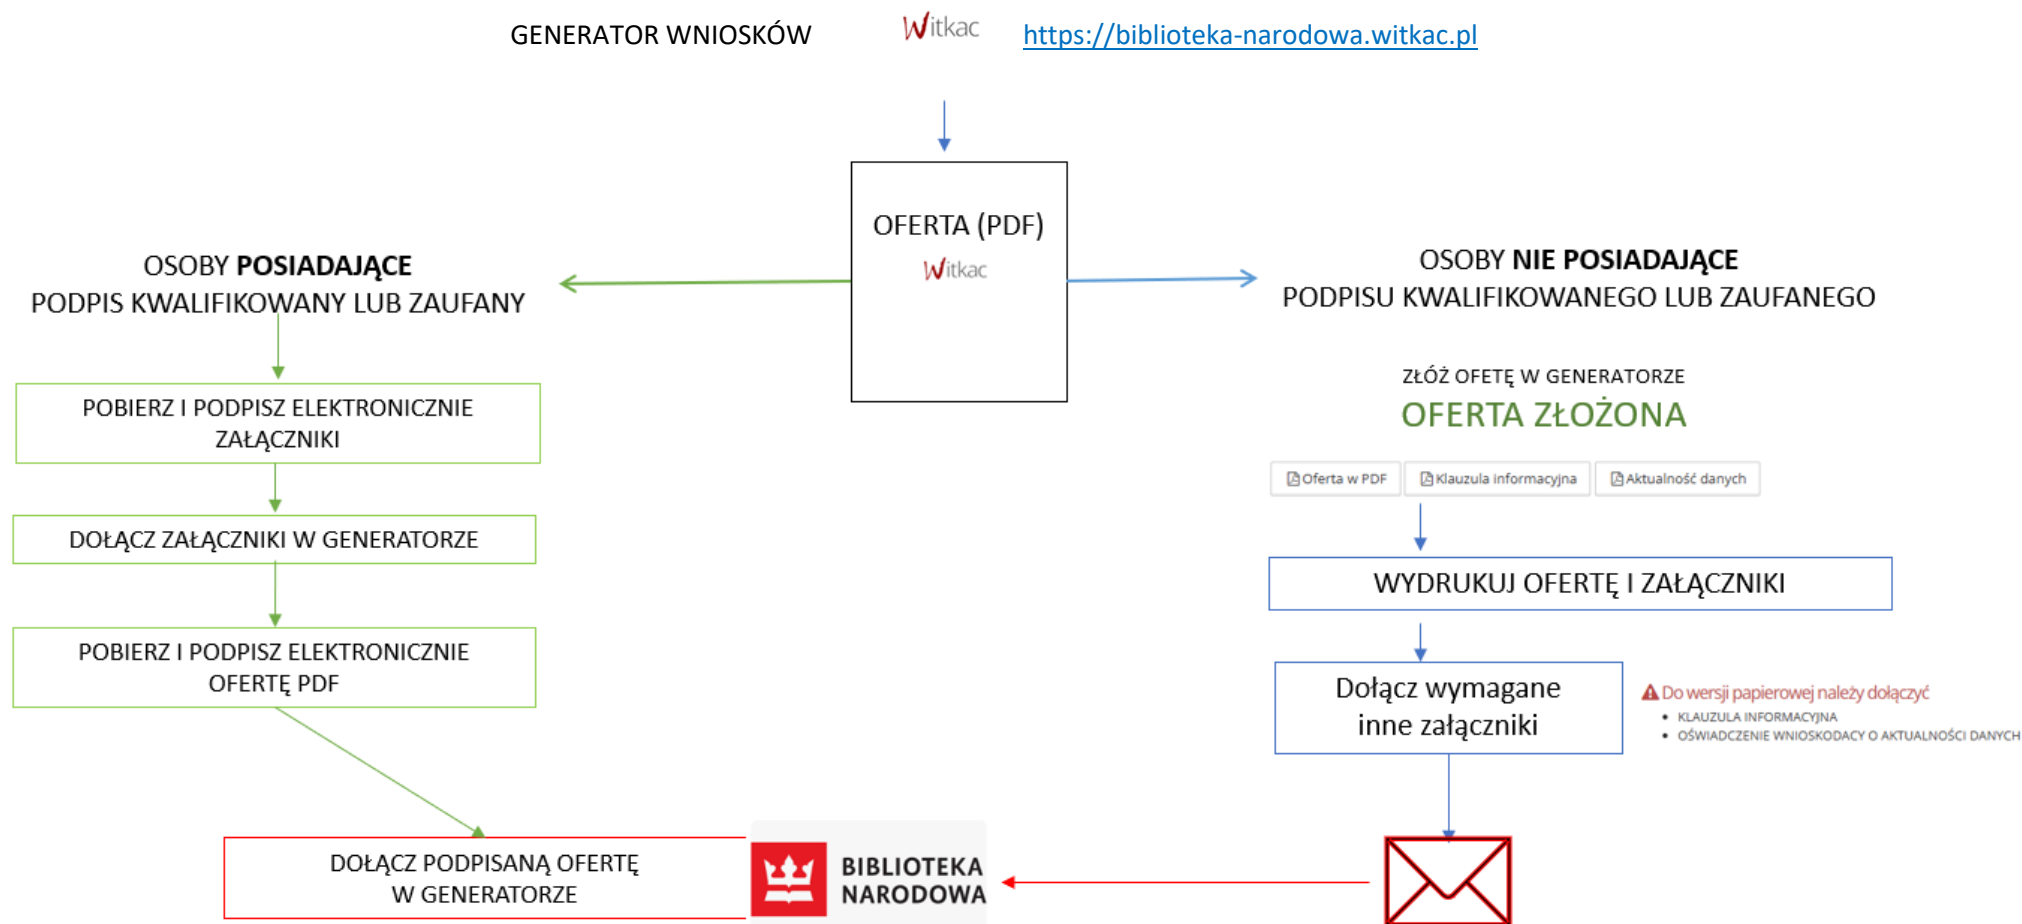 GENERATOR WNIOSKÓW Witkac https://biblioteka-narodowa.witkac.pl
OFERTA (PDF)
Witkac
OSOBY POSIADAJĄCE
PODPIS KWALIFIKOWANY LUB ZAUFANY
POBIERZ I PODPISZ ELEKTRONICZNIE
ZAŁĄCZNIKI
DOŁĄCZ ZAŁĄCZNIKI W GENERATORZE
POBIERZ I PODPISZ ELEKTRONICZNIE
OFERTĘ PDF
DOŁĄCZ PODPISANĄ OFERTĘ
W GENERATORZE
BIBLIOTEKA
NARODOWA
OSOBY NIE POSIADAJĄCE
PODPISU KWALIFIKOWANEGO LUB ZAUFANEGO
ZŁÓŻ OFETĘ W GENERATORZE
OFERTA ZŁOŻONA
Oferta w PDF Klauzula informacyjna Aktualność danych
WYDRUKUJ OFERTĘ I ZAŁĄCZNIKI
Dołącz wymagane
inne załączniki
Do wersji papierowej należy dołączyć
• KLAUZULA INFORMACYJNA
• OŚWIADCZENIE WNIOSKODACY O AKTUALNOŚCI DANYCH